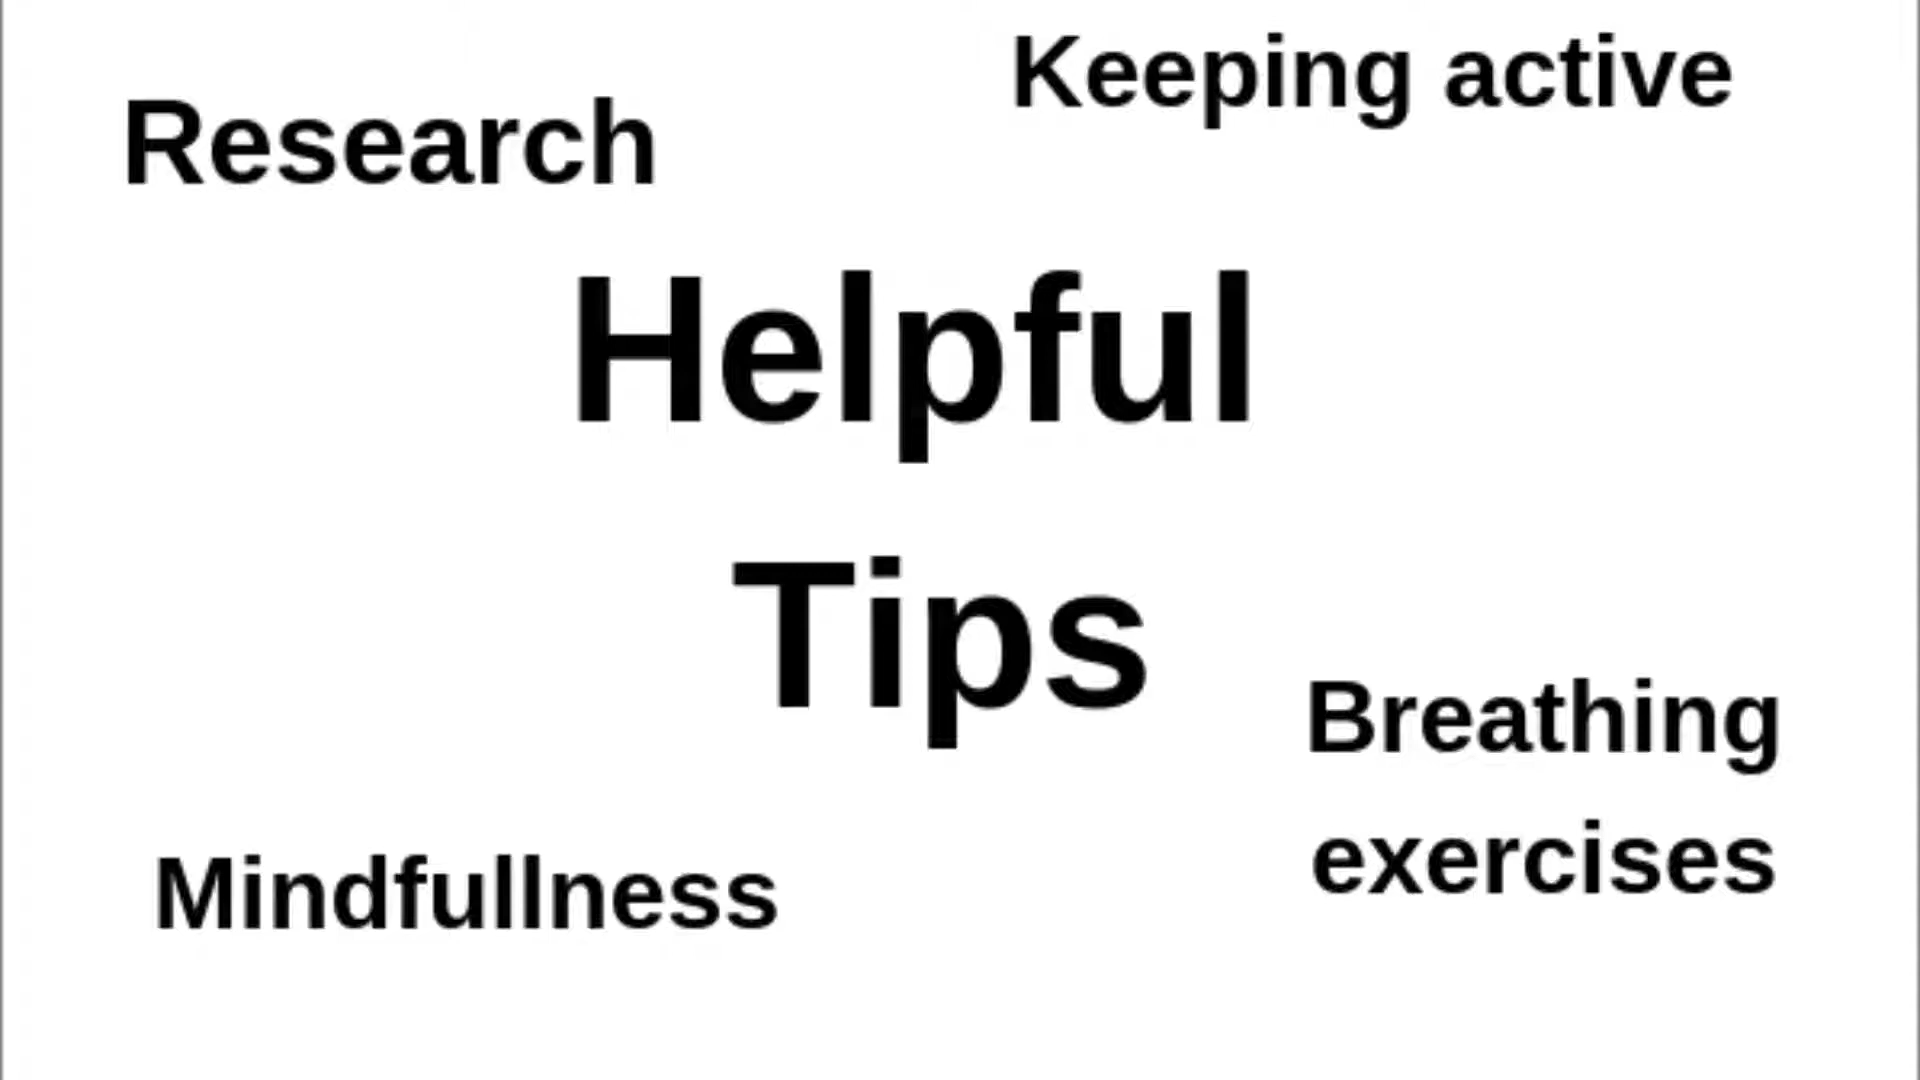 Keeping active
Research
Helpful
Tips
Breathing
exercises
Mindfullness